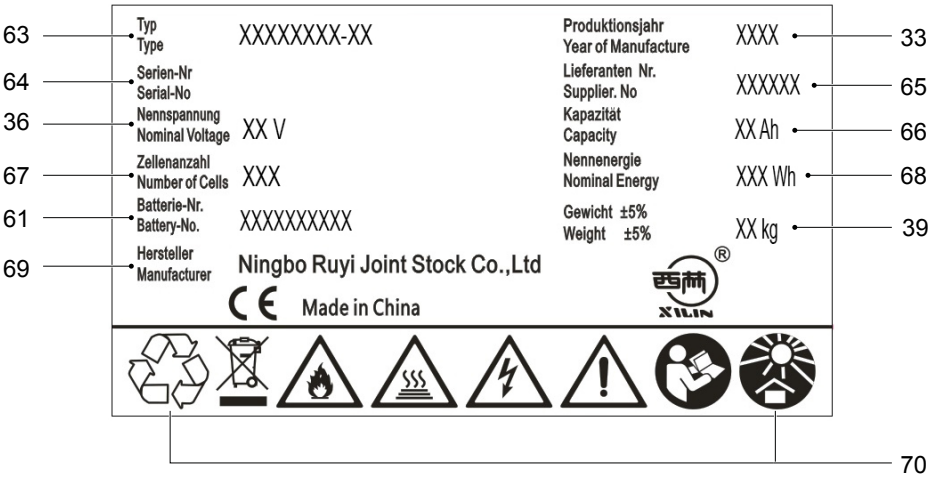 63 Typ XXXXXXXX-XX Produktionsjahr XXXX 33
Type Year of Manufacture
64 Serien-Nr Lieferanten Nr. XXXXXX 65
Serial-No Supplier. No
36 Nennspannung XX V Kapazität XX Ah 66
Nominal Voltage Capacity
67 Zellenanzahl XXX Nennenergie XXX Wh 68
Number of Cells Nominal Energy
61 Batterie-Nr. XXXXXXXXXX Gewicht ±5% XX kg 39
Battery-No. Weight ±5%
69 Hersteller Ningbo Ruyi Joint Stock Co.,Ltd
Manufacturer
®
西林
XILIN
CE Made in China
70